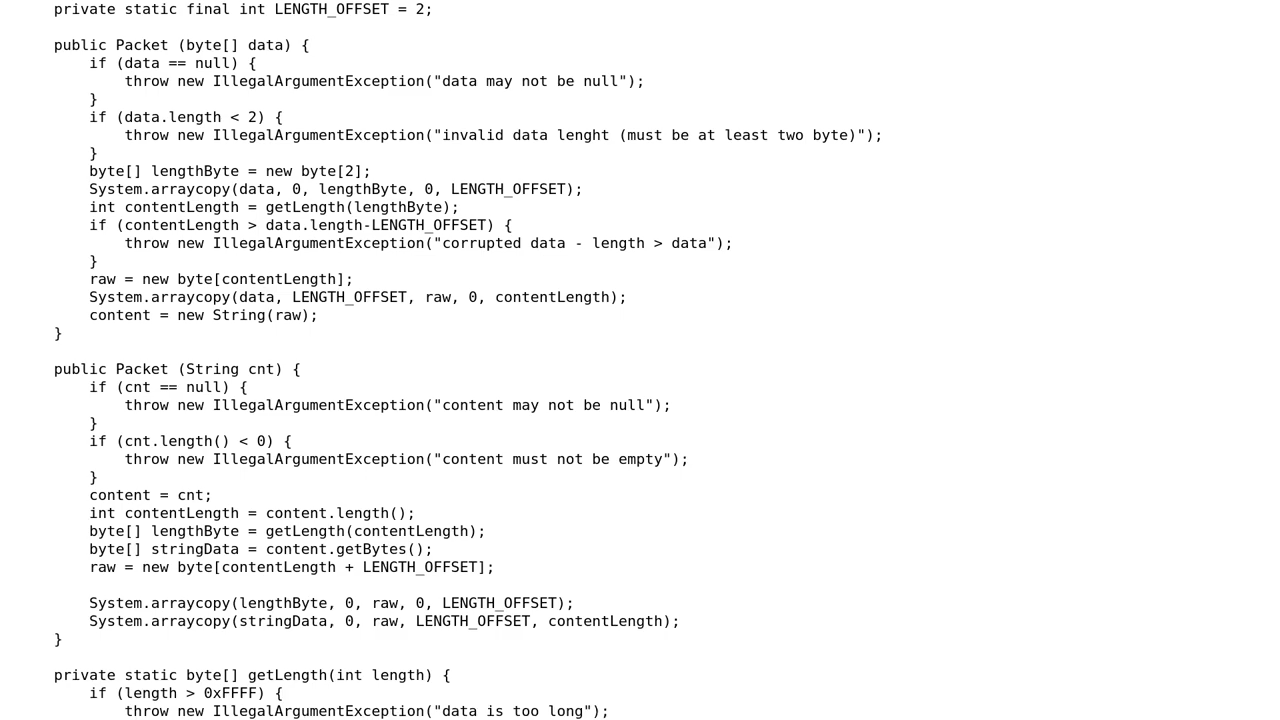 private static final int LENGTH_OFFSET = 2;
public Packet (byte[] data) {
if (data == null) {
throw new IllegalArgumentException("data may not be null");
}
if (data.length < 2) {
throw new IllegalArgumentException("invalid data lenght (must be at least two byte)");
}
byte[] lengthByte = new byte[2];
System.arraycopy(data, 0, lengthByte, 0, LENGTH_OFFSET);
int contentLength = getLength(lengthByte);
if (contentLength > data.length-LENGTH_OFFSET) {
throw new IllegalArgumentException("corrupted data - length > data");
}
raw = new byte[contentLength];
System.arraycopy(data, LENGTH_OFFSET, raw, 0, contentLength);
content = new String(raw);
}
public Packet (String cnt) {
if (cnt == null) {
throw new IllegalArgumentException("content may not be null");
}
if (cnt.length() < 0) {
throw new IllegalArgumentException("content must not be empty");
}
content = cnt;
int contentLength = content.length();
byte[] lengthByte = getLength(contentLength);
byte[] stringData = content.getBytes();
raw = new byte[contentLength + LENGTH_OFFSET];
System.arraycopy(lengthByte, 0, raw, 0, LENGTH_OFFSET);
System.arraycopy(stringData, 0, raw, LENGTH_OFFSET, contentLength);
}
private static byte[] getLength(int length) {
if (length > 0xFFFF) {
throw new IllegalArgumentException("data is too long");